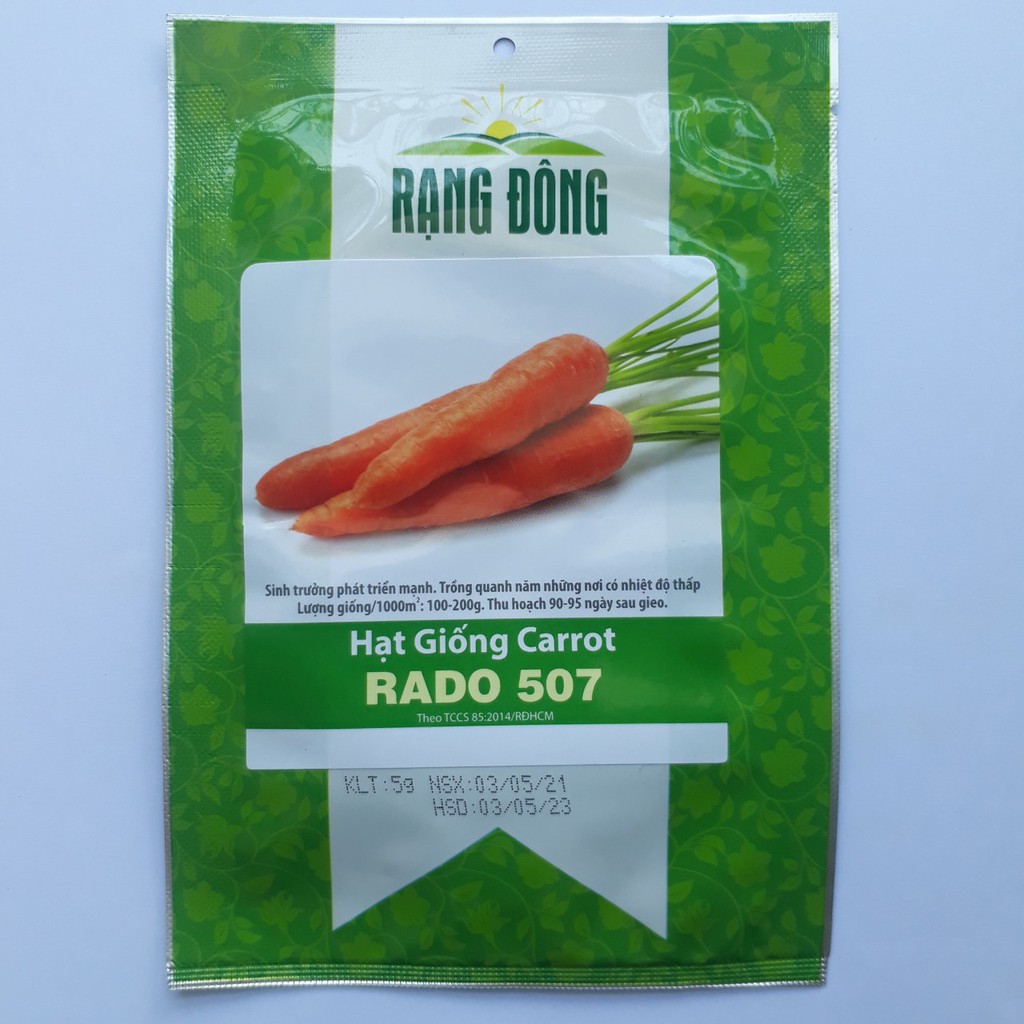 RẠNG ĐÔNG
Sinh trưởng phát triển mạnh. Trồng quanh năm những nơi có nhiệt độ thấp
Lượng giống/1000m²: 100-200g. Thu hoạch 90-95 ngày sau gieo.
Hạt Giống Carrot
RADO 507
Theo TCCS 85:2014/RĐHCM
KLT:5g NSX:03/05/21
HSD:03/05/23